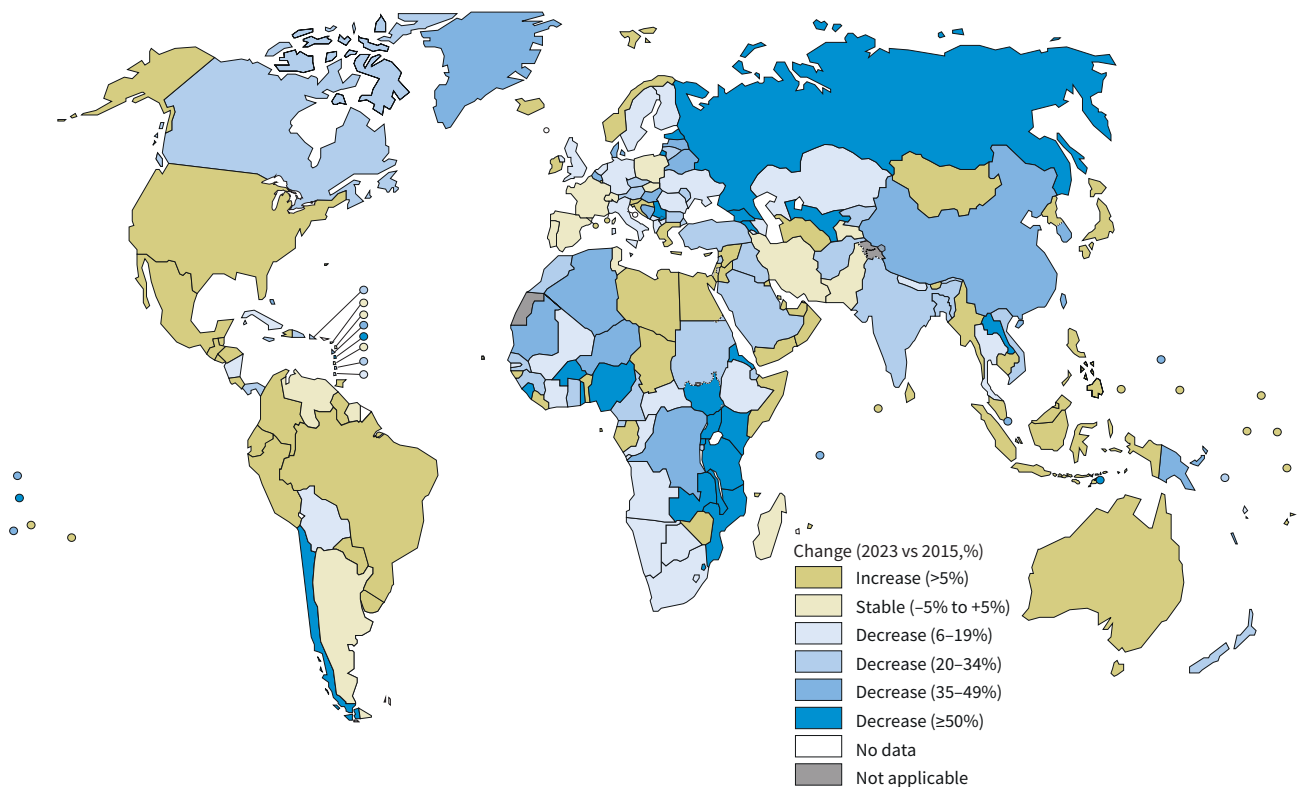 Change (2023 vs 2015,%)
Increase (>5%)
Stable (–5% to +5%)
Decrease (6–19%)
Decrease (20–34%)
Decrease (35–49%)
Decrease (≥50%)
No data
Not applicable